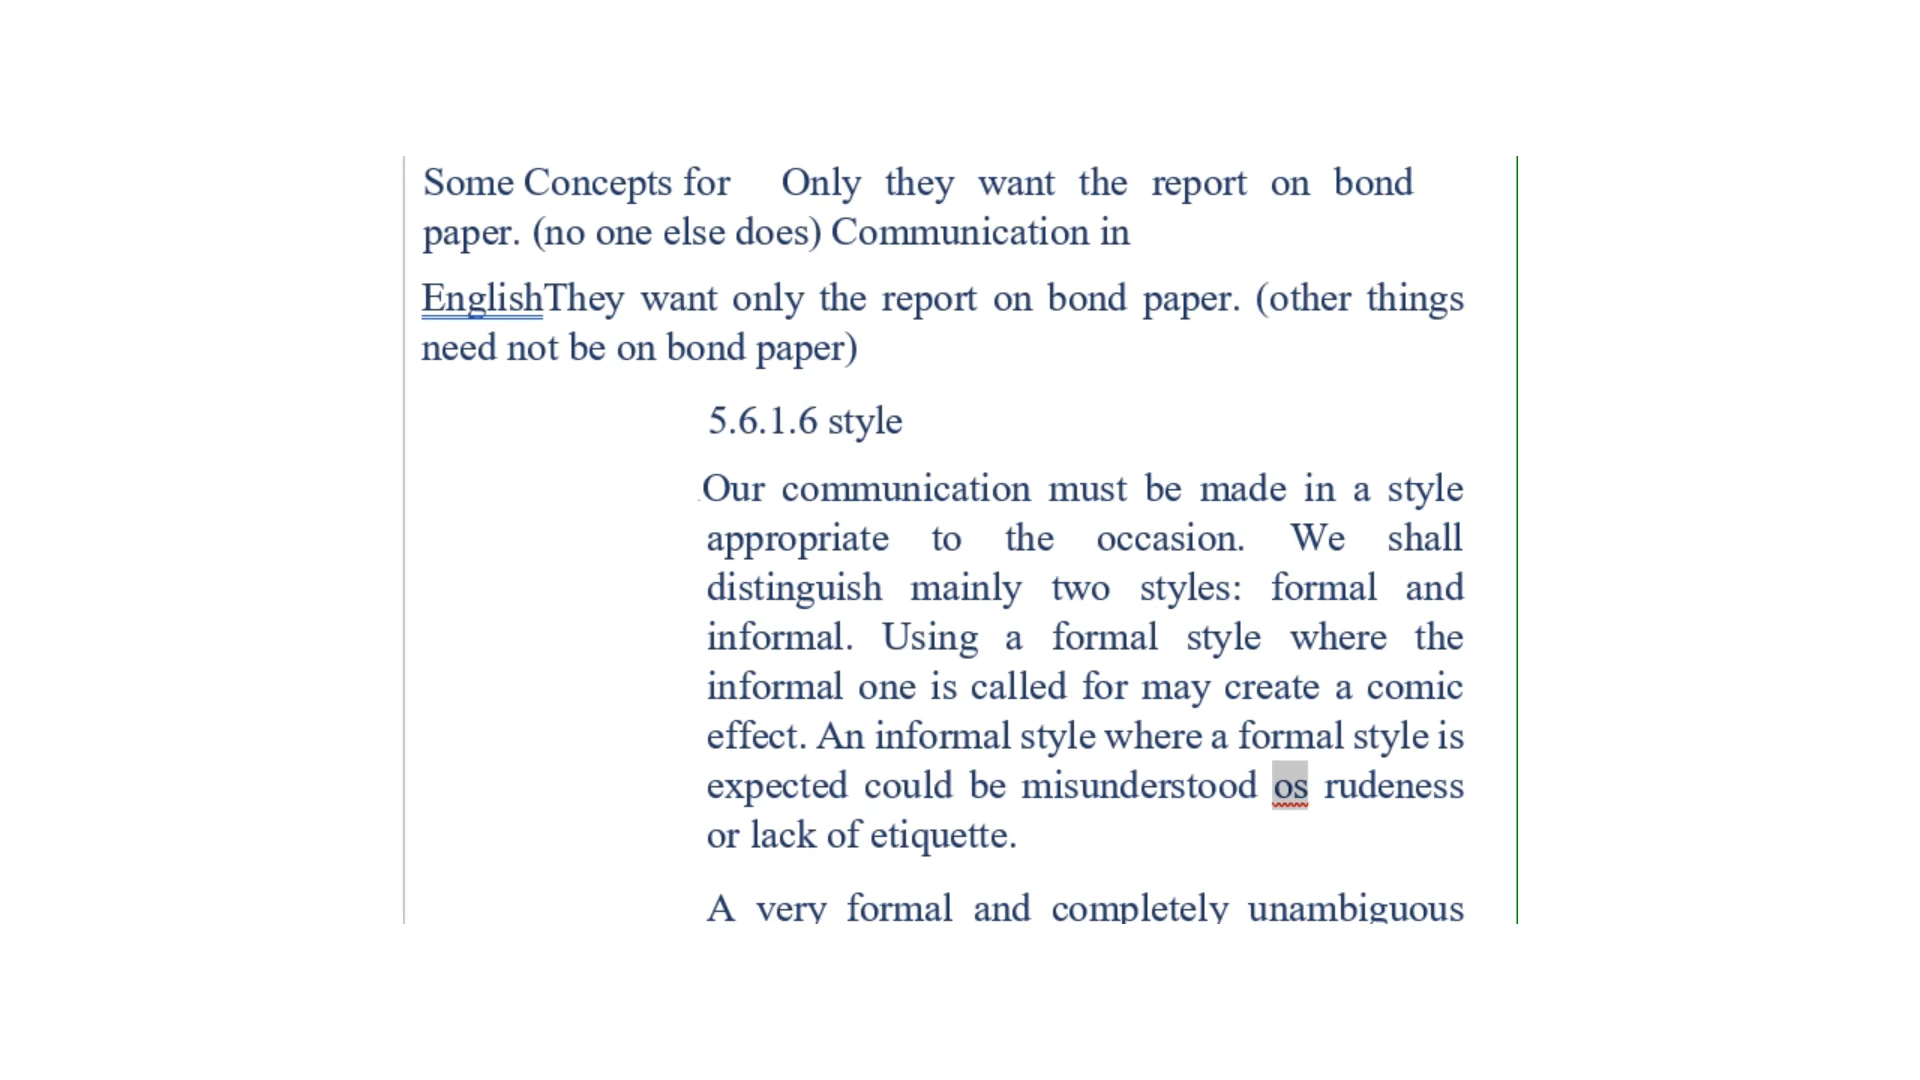 Some Concepts for Only they want the report on bond
paper. (no one else does) Communication in
EnglishThey want only the report on bond paper. (other things
need not be on bond paper)
5.6.1.6 style
Our communication must be made in a style
appropriate to the occasion. We shall
distinguish mainly two styles: formal and
informal. Using a formal style where the
informal one is called for may create a comic
effect. An informal style where a formal style is
expected could be misunderstood os rudeness
or lack of etiquette.
A very formal and completely unambiguous